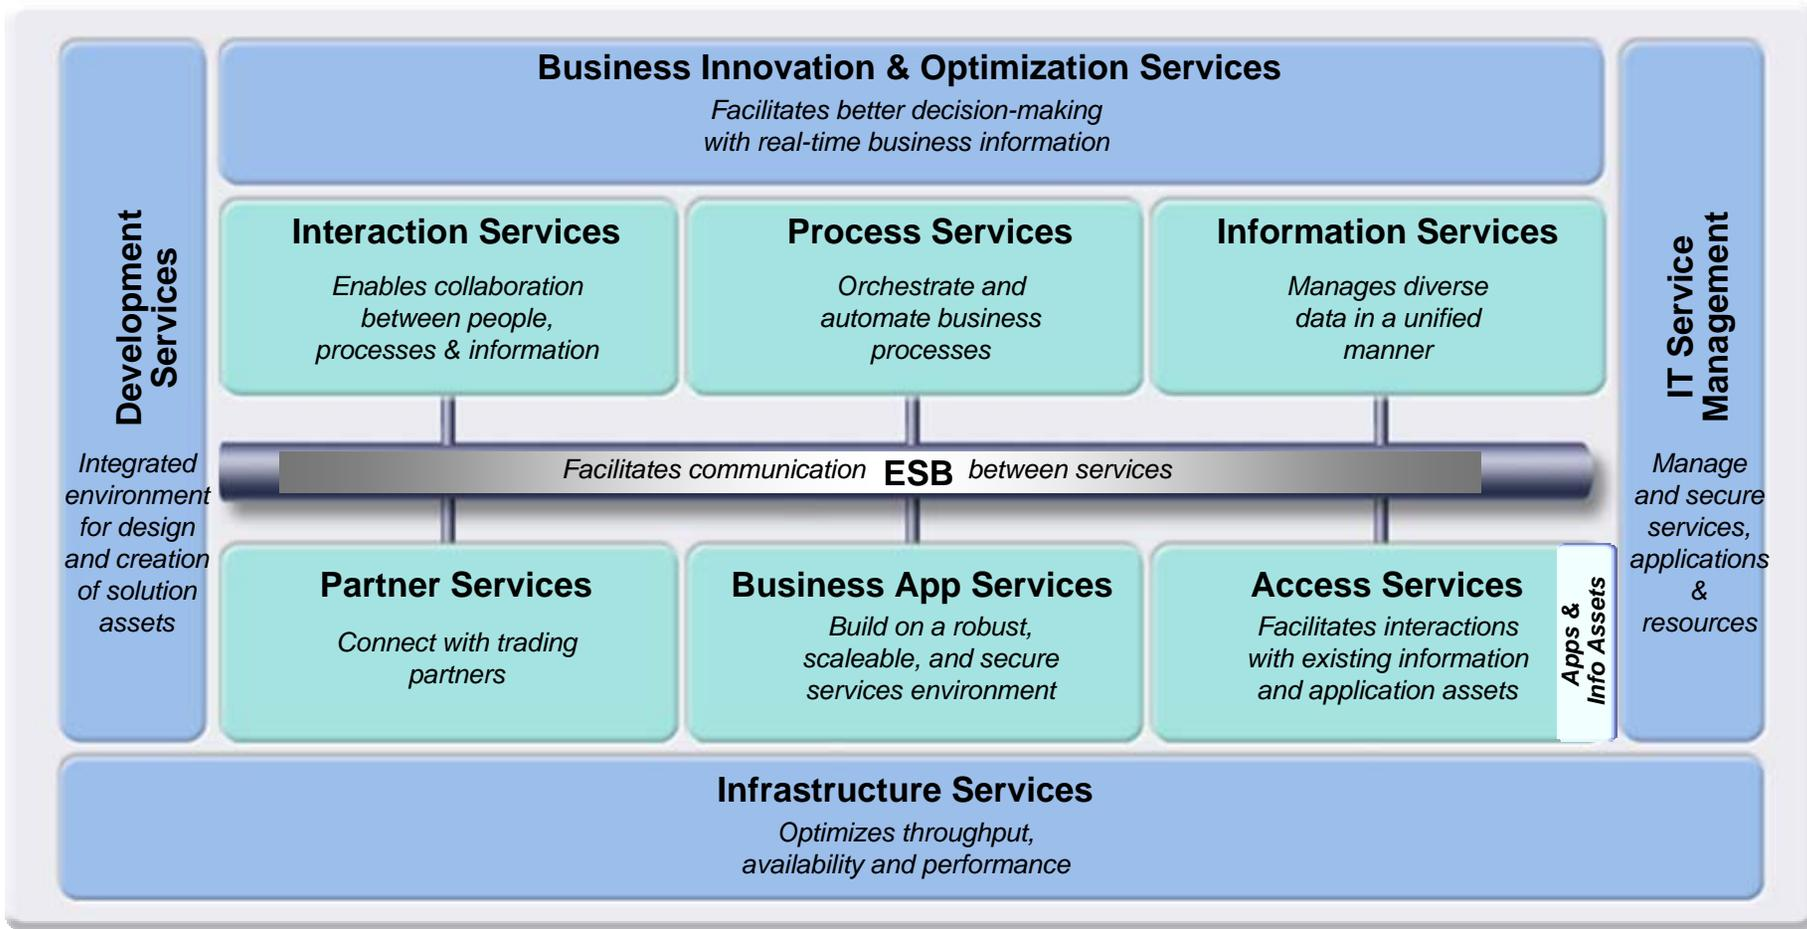 Business Innovation & Optimization Services
Facilitates better decision-making
with real-time business information
Development
Services
Integrated
environment
for design
and creation
of solution
assets
Interaction Services
Enables collaboration
between people,
processes & information
Process Services
Orchestrate and
automate business
processes
Information Services
Manages diverse
data in a unified
manner
IT Service
Management
Manage
and secure
services,
applications
&
resources
Facilitates communication ESB between services
Partner Services
Connect with trading
partners
Business App Services
Build on a robust,
scaleable, and secure
services environment
Access Services
Facilitates interactions
with existing information
and application assets
Apps &
Info Assets
Infrastructure Services
Optimizes throughput,
availability and performance